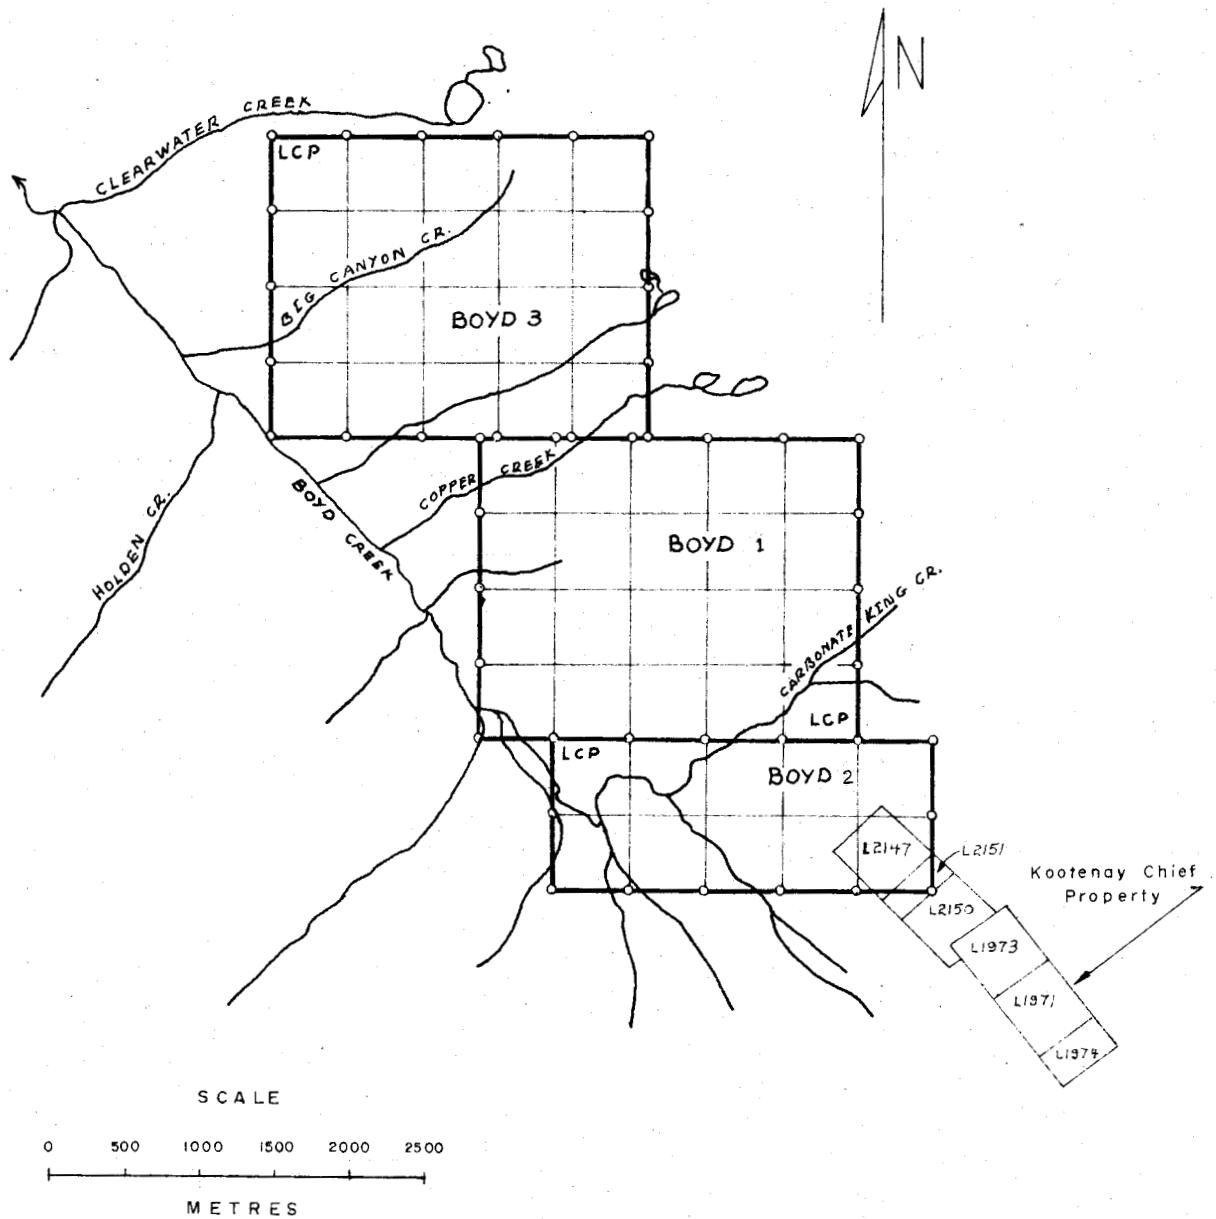 N
CLEARWATER CREEK
LCP
BIG CANYON CR.
BOYD 3
COPPER CREEK
BOYD CREEK
HOLDEN CR.
BOYD 1
CARBONATE KING CR.
LCP
LCP
BOYD 2
L2147
L2151
Kootenay Chief
Property
L2150
L1973
L1971
L1974
SCALE
0 500 1000 1500 2000 2500
METRES